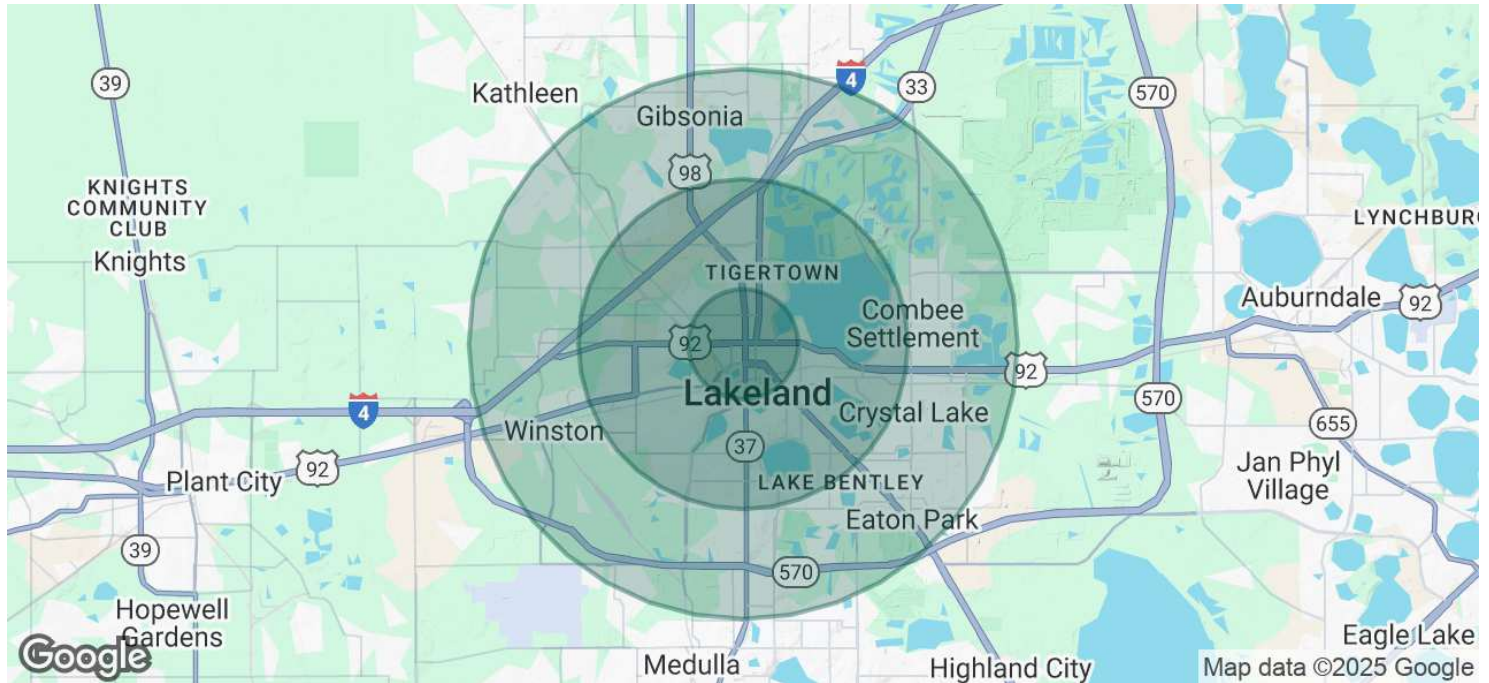 4
33
39
570
Kathleen
Gibsonia
98
KNIGHTS
COMMUNITY
CLUB
Knights
LYNCHBURG
TIGERTOWN
Auburndale
92
Combee
Settlement
92
92
570
Lakeland
4
Crystal Lake
655
Winston
37
92
Plant City
Jan Phyl
Village
LAKE BENTLEY
Eaton Park
39
570
Hopewell
Gardens
Eagle Lake
Google
Medulla
Highland City
Map data ©2025 Google